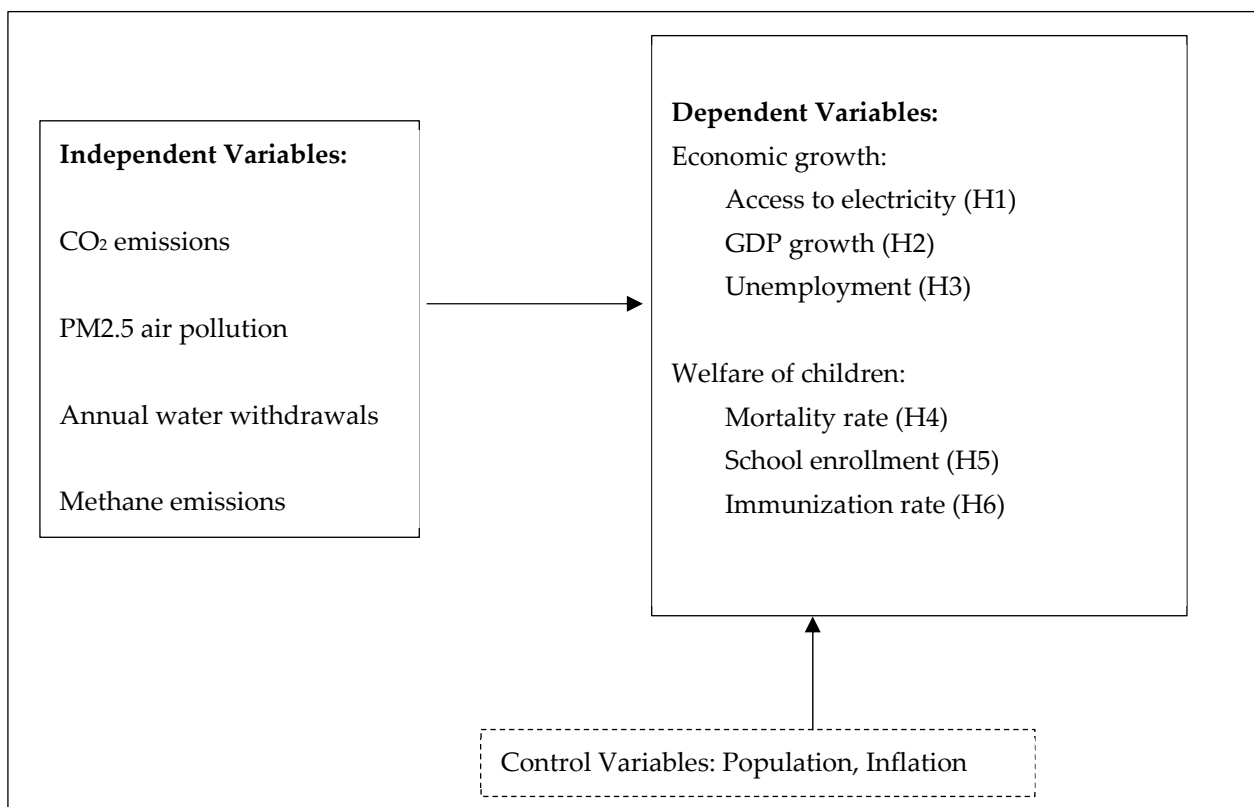 Independent Variables:
CO2 emissions
PM2.5 air pollution
Annual water withdrawals
Methane emissions
Dependent Variables:
Economic growth:
Access to electricity (H1)
GDP growth (H2)
Unemployment (H3)
Welfare of children:
Mortality rate (H4)
School enrollment (H5)
Immunization rate (H6)
Control Variables: Population, Inflation